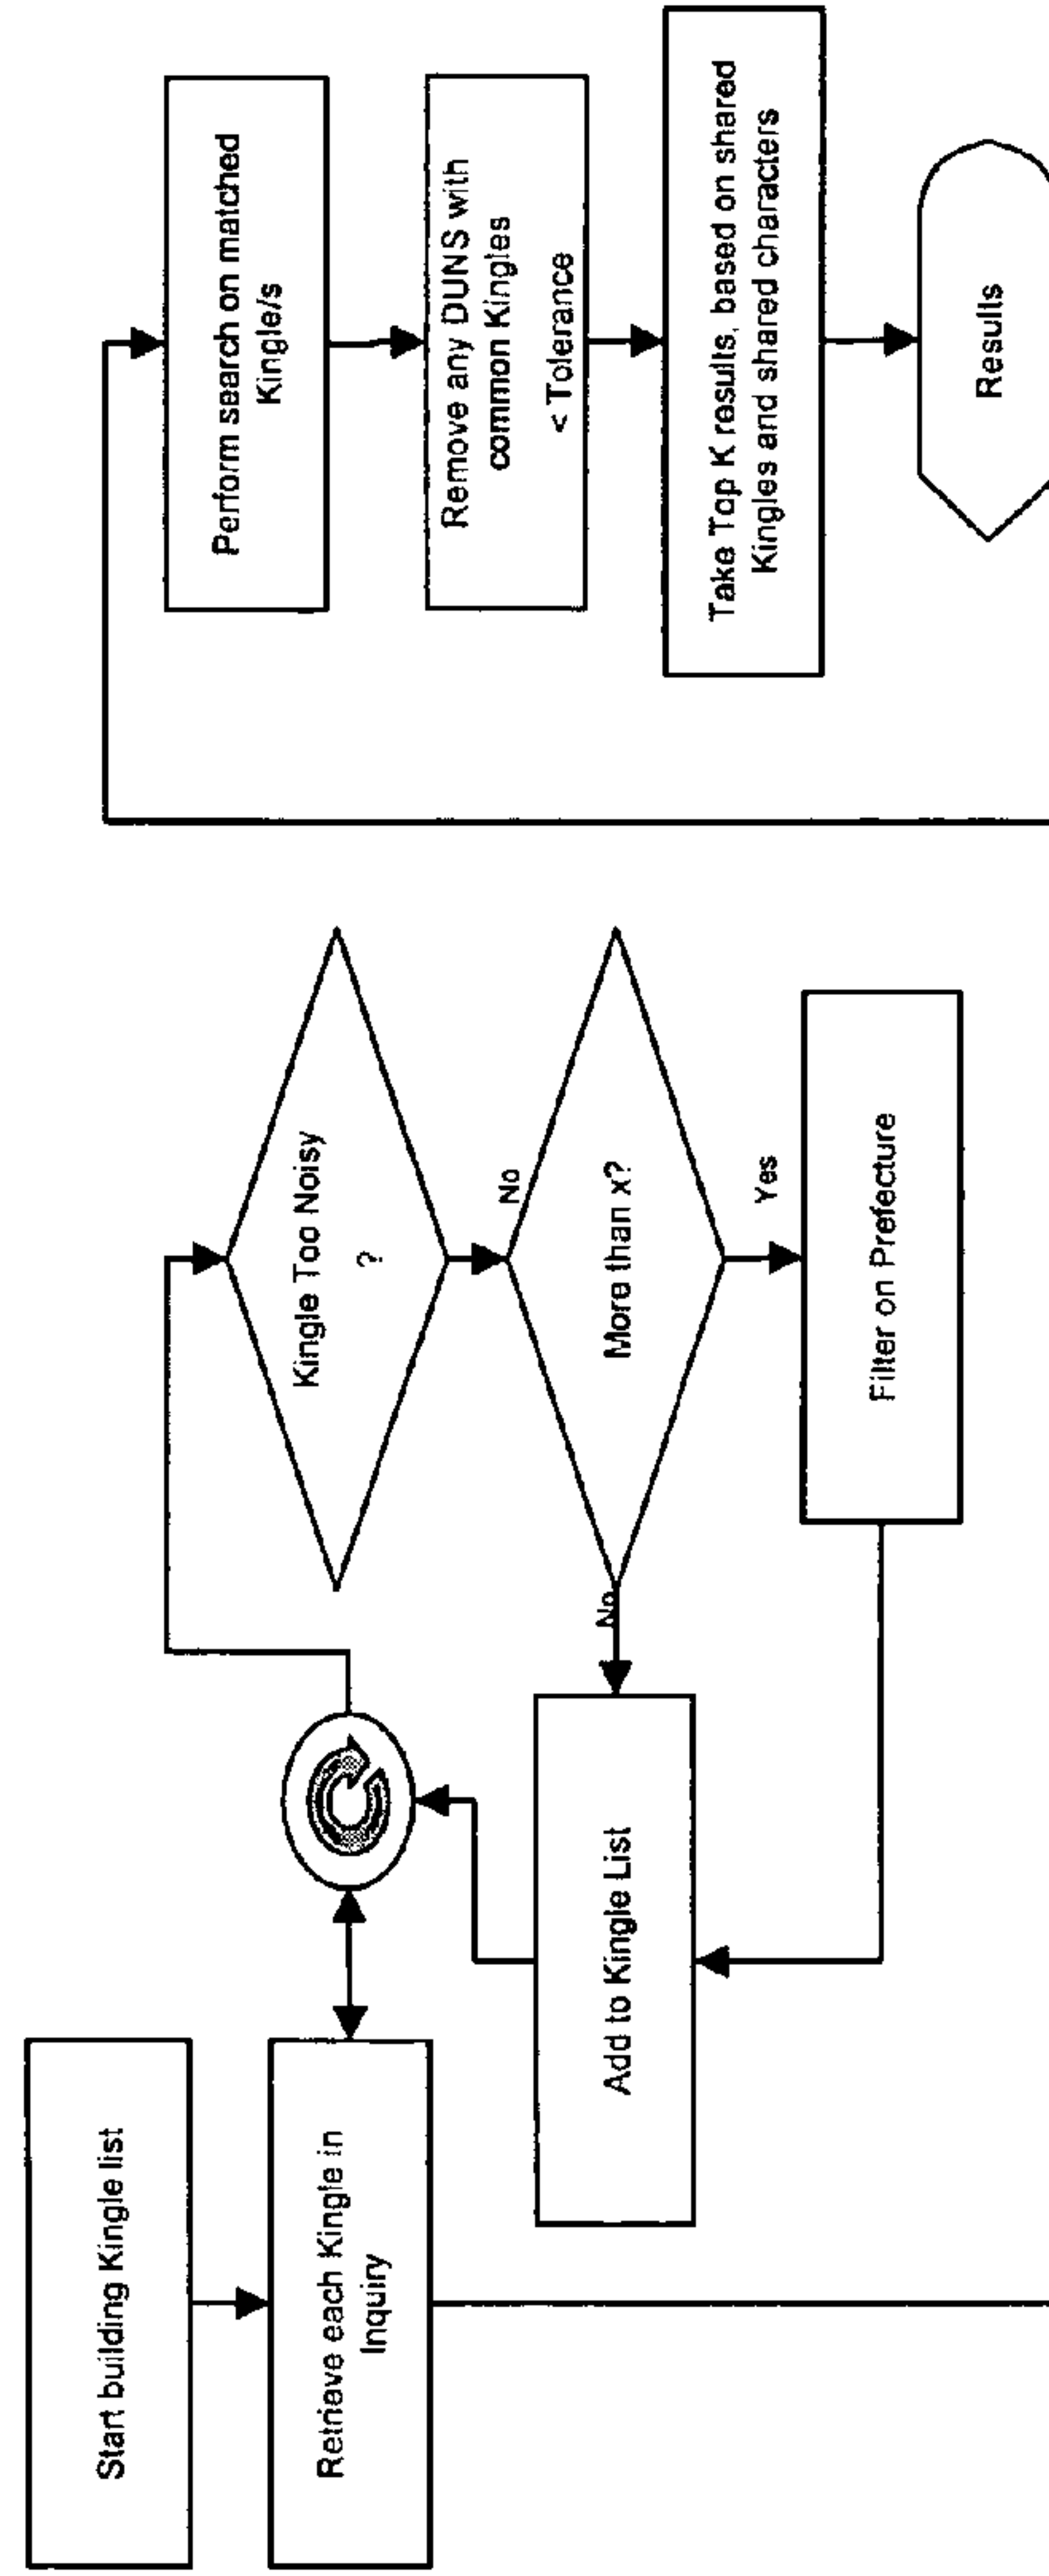 Start building Kingle list
Retrieve each Kingle in
Inquiry
Add to Kingle List
Kingle Too Noisy
?
No
More than x?
No
Yes
Filter on Prefecture
Perform search on matched
Kingle/s
Remove any DUNS with
common Kingles
< Tolerance
Take Top K results, based on shared
Kingles and shared characters
Results